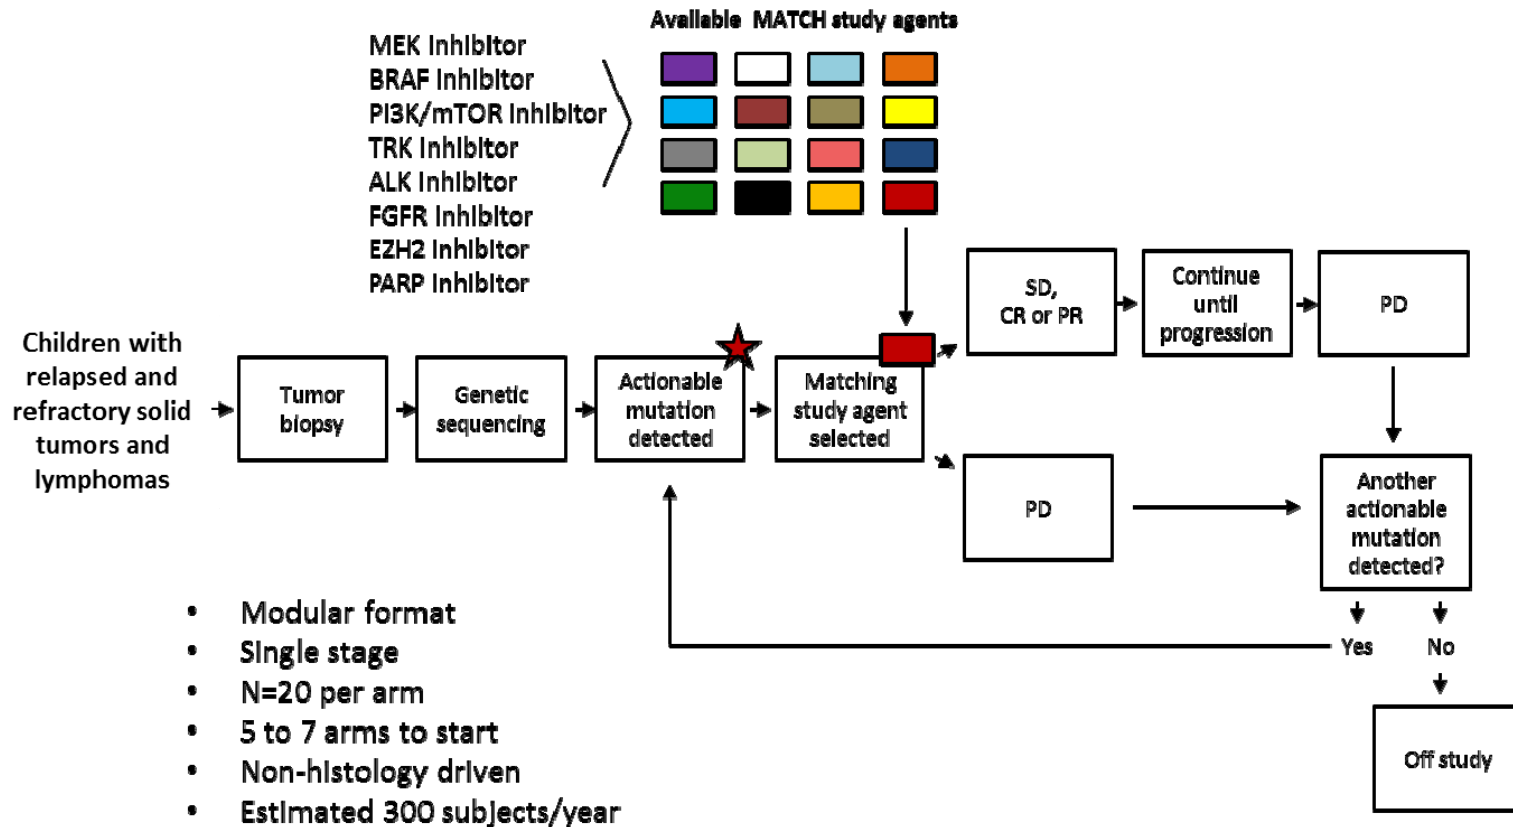 Available MATCH study agents
MEK Inhibitor
BRAF Inhibitor
PI3K/mTOR Inhibitor
TRK Inhibitor
ALK Inhibitor
FGFR Inhibitor
EZH2 Inhibitor
PARP Inhibitor
Children with
relapsed and
refractory solid
tumors and
lymphomas
Tumor
biopsy
Genetic
sequencing
Actionable
mutation
detected
Matching
study agent
selected
SD,
CR or PR
Continue
until
progression
PD
PD
Another
actionable
mutation
detected?
Yes
No
Off study
• Modular format
• Single stage
• N=20 per arm
• 5 to 7 arms to start
• Non-histology driven
• Estimated 300 subjects/year